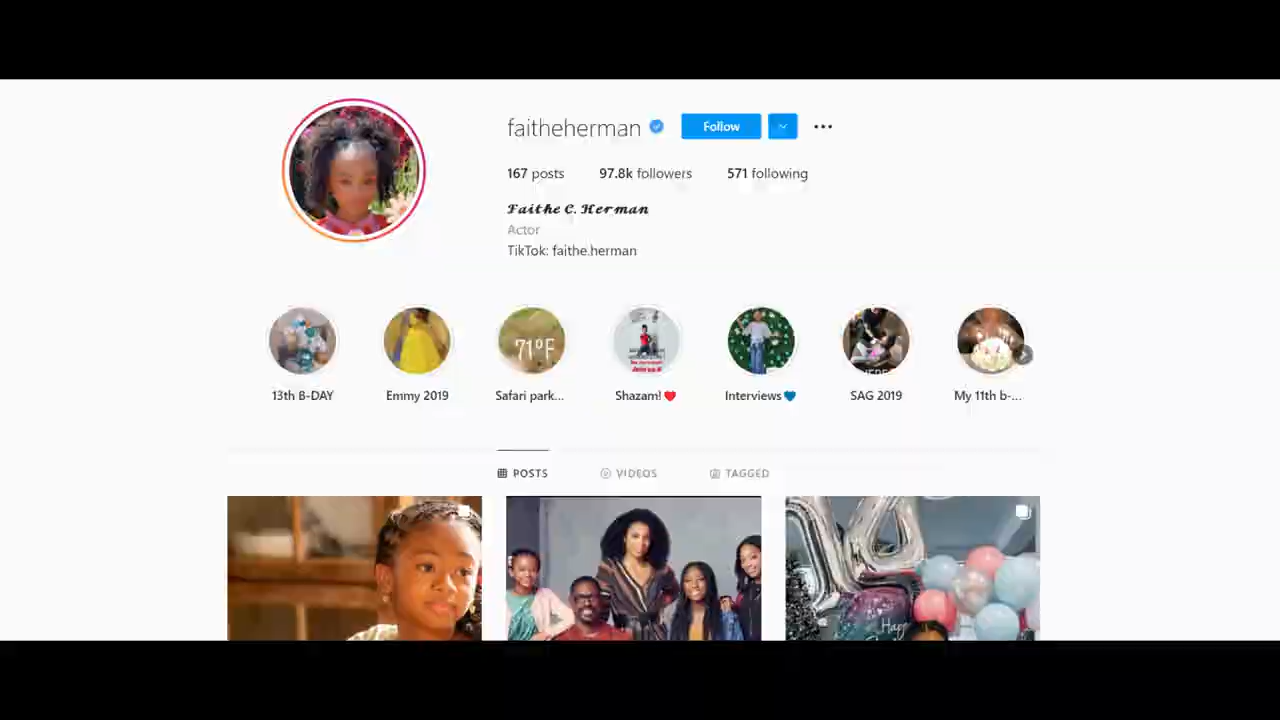 faitheherman
Follow
167 posts 97.8k followers 571 following
Faithe C. Herman
Actor
TikTok: faithe.herman
71°F
13th B-DAY
Emmy 2019
Safari park...
Shazam! ❤
Interviews 💙
SAG 2019
My 11th b-...
POSTS
VIDEOS
TAGGED